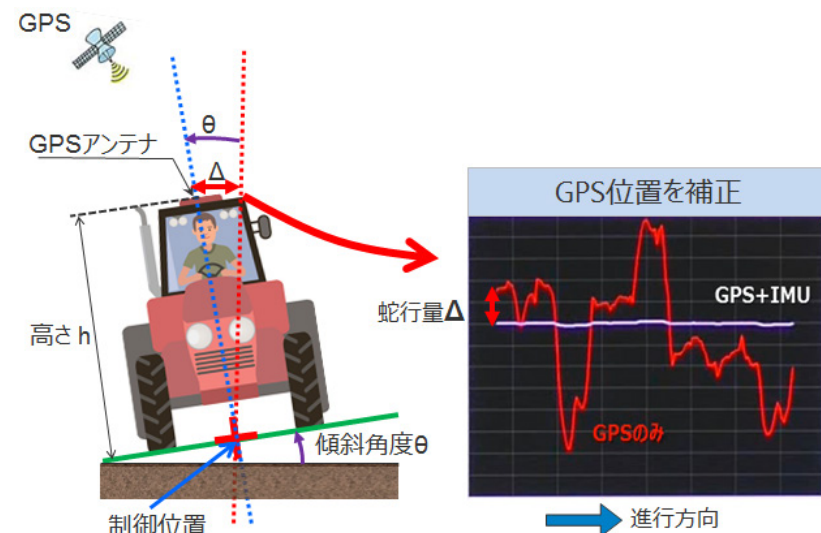 GPS
θ
GPSアンテナ
Δ
高さh
傾斜角度θ
制御位置
GPS位置を補正
GPS+IMU
蛇行量Δ
GPSのみ
進行方向